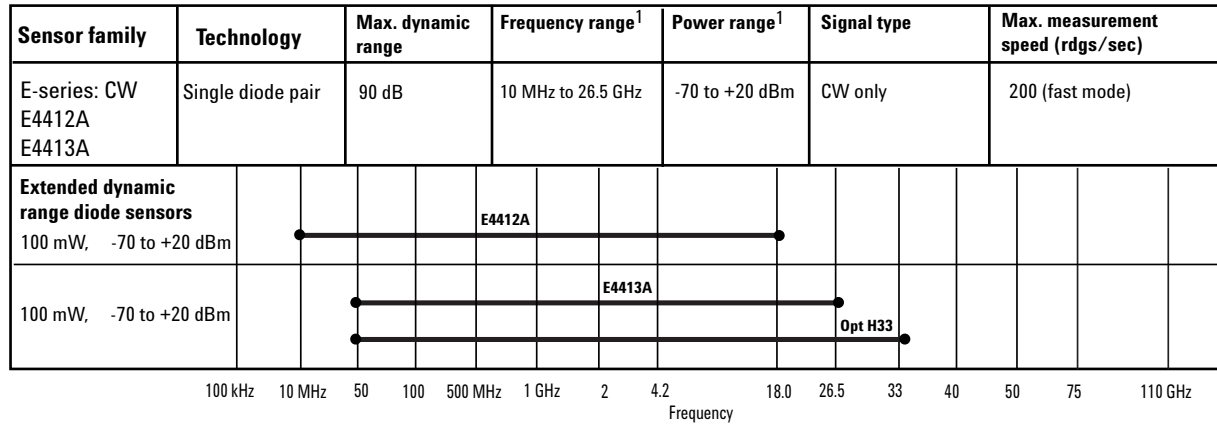 Sensor family
Technology
Max. dynamic
range
Frequency range1
Power range1
Signal type
Max. measurement
speed (rdgs/sec)
E-series: CW
E4412A
E4413A
Single diode pair
90 dB
10 MHz to 26.5 GHz
-70 to +20 dBm
CW only
200 (fast mode)
Extended dynamic
range diode sensors
100 mW, -70 to +20 dBm
E4412A
100 mW, -70 to +20 dBm
E4413A
Opt H33
100 kHz 10 MHz 50 100 500 MHz 1 GHz 2 4.2 18.0 26.5 33 40 50 75 110 GHz
Frequency